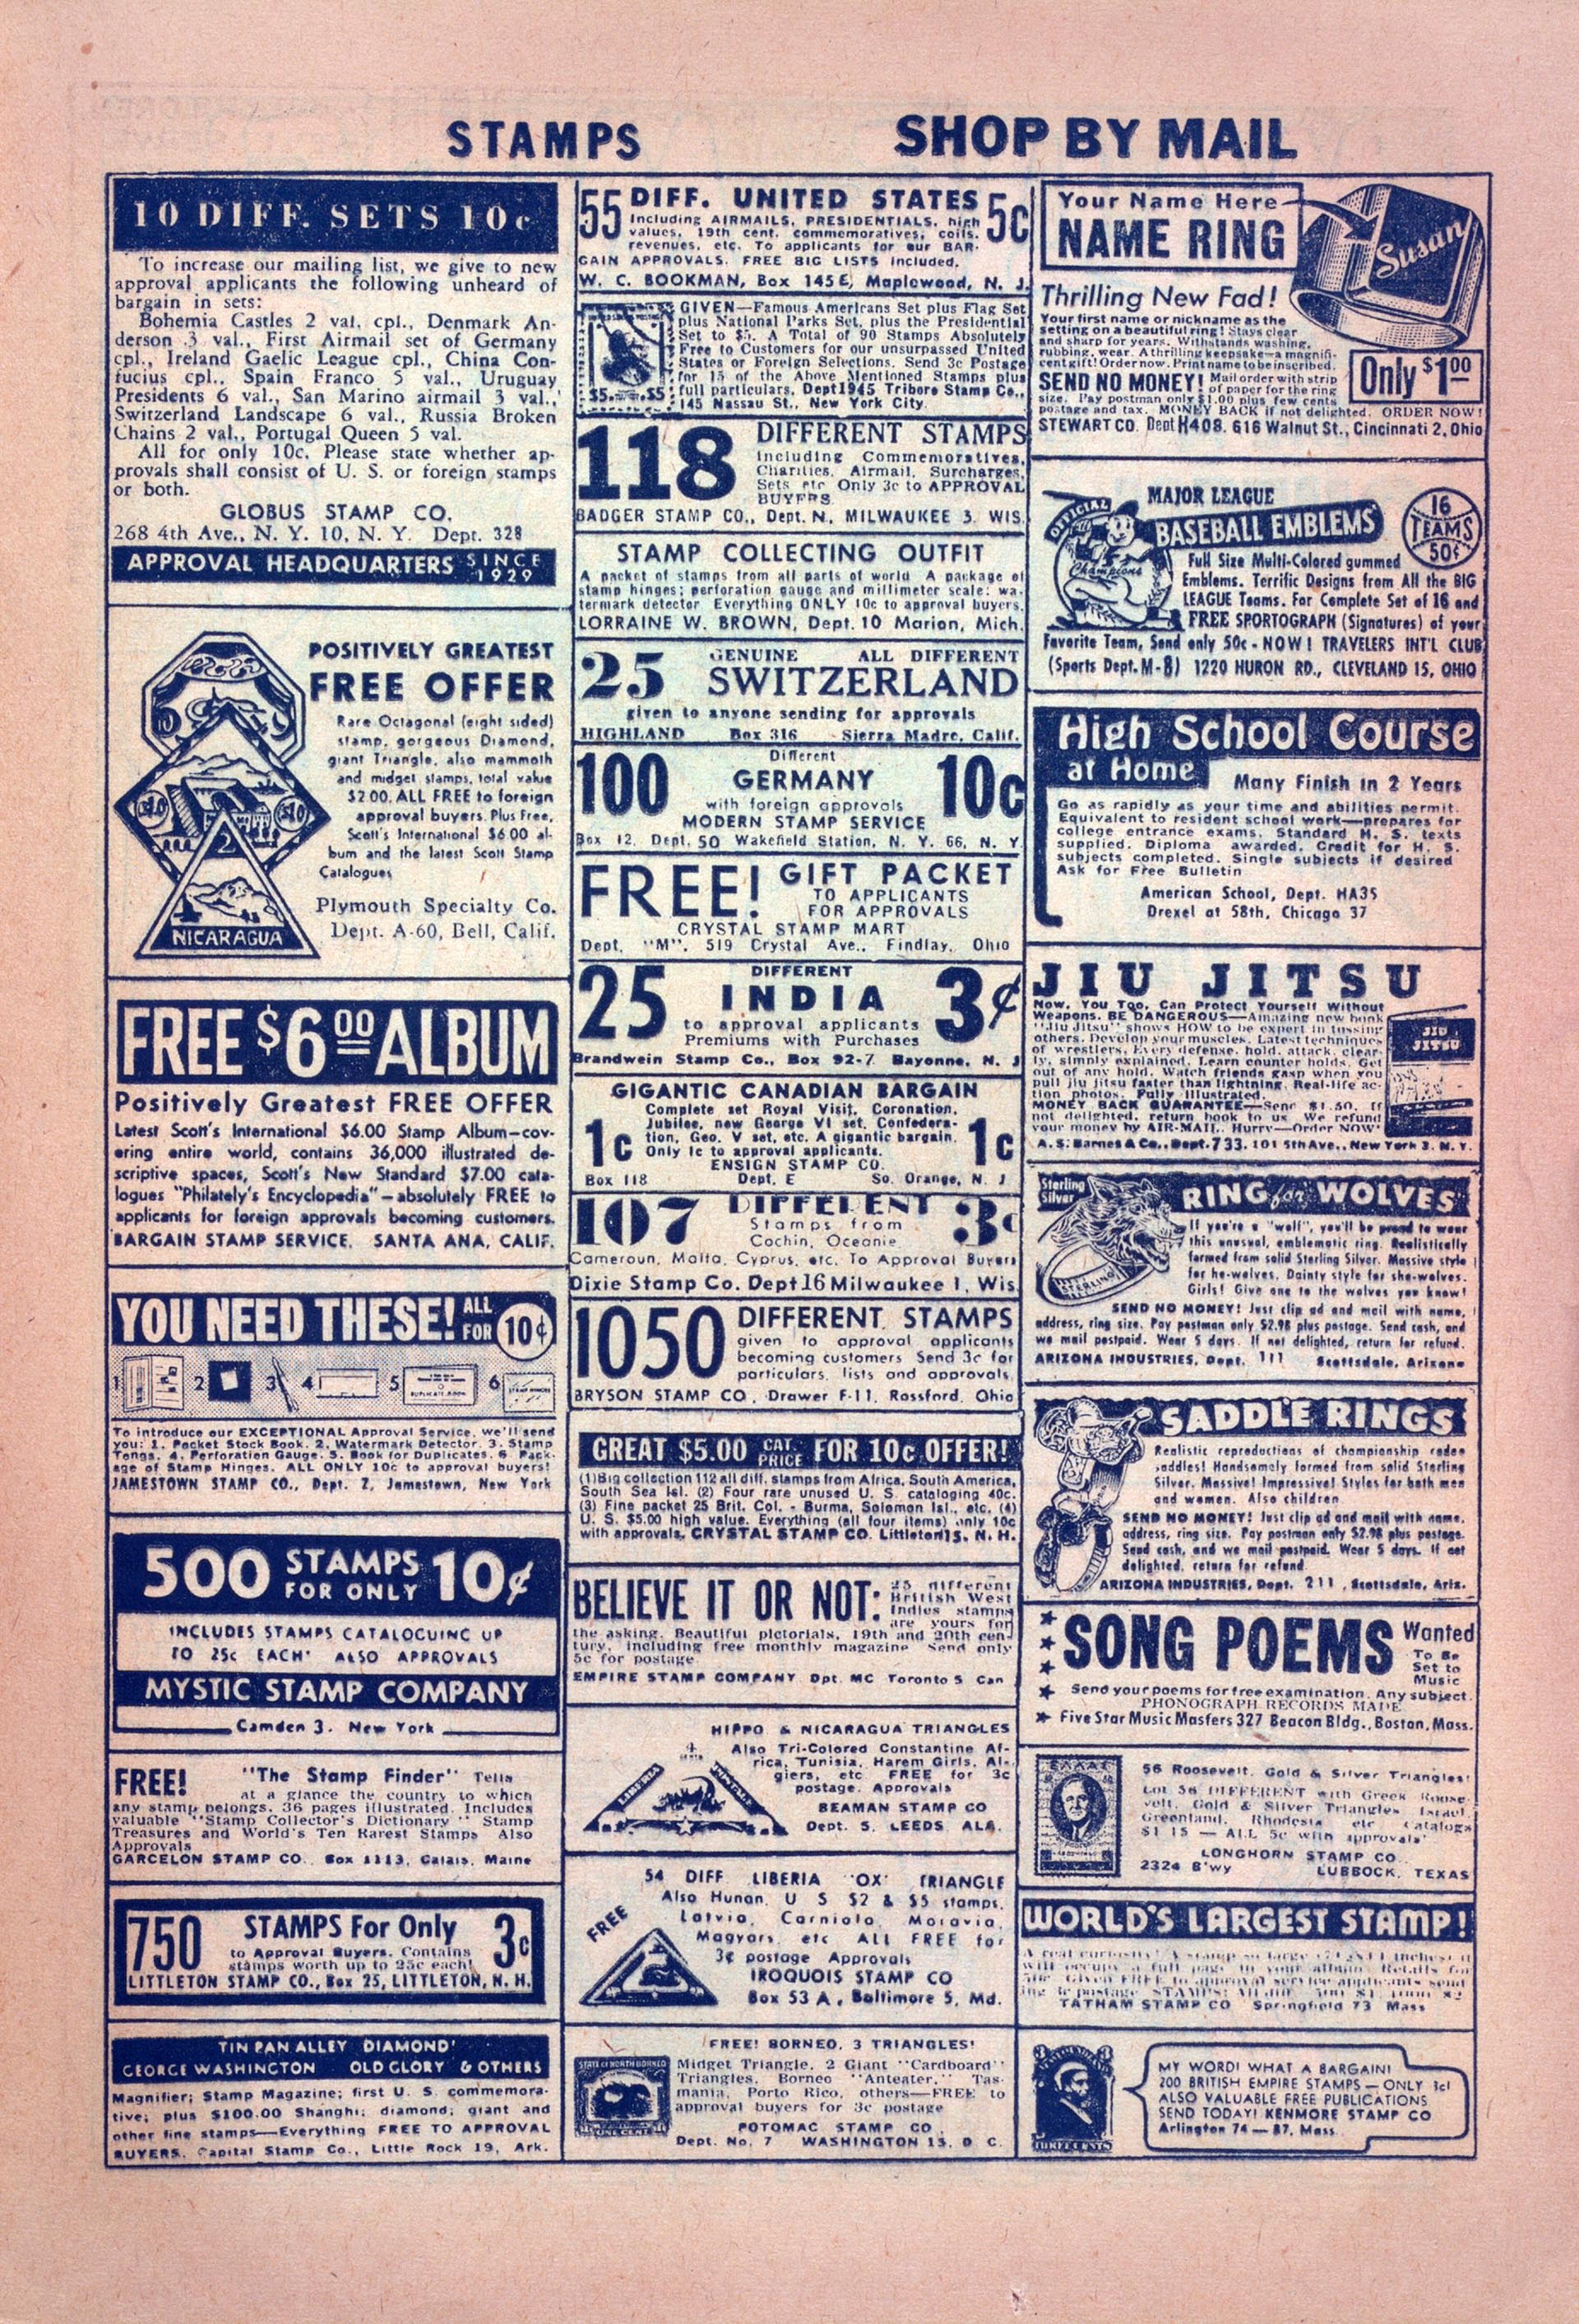 STAMPS
SHOP BY MAIL
10 DIFF. SETS 10c
To increase our mailing list, we give to new
approval applicants the following unheard of
bargain in sets:
Bohemia Castles 2 val. cpl., Denmark An-
derson 3 val., First Airmail set of Germany
cpl., Ireland Gaelic League cpl., China Con-
fucius cpl., Spain Franco 5 val., Uruguay
Presidents 6 val., San Marino airmail 3 val.,
Switzerland Landscape 6 val., Russia Broken
Chains 2 val., Portugal Queen 5 val.
All for only 10c. Please state whether ap-
provals shall consist of U. S. or foreign stamps
or both.
GLOBUS STAMP CO.
268 4th Ave., N. Y. 10, N. Y. Dept. 328
APPROVAL HEADQUARTERS SINCE 1929
POSITIVELY GREATEST
FREE OFFER
Rare Octagonal (eight sided)
stamp, gorgeous Diamond,
giant Triangle, also mammoth
and midget stamps, total value
$2.00. ALL FREE to foreign
approval buyers. Plus Free,
Scott's International $6.00 al-
bum and the latest Scott Stamp
Catalogues
Plymouth Specialty Co.
Dept. A-60, Bell, Calif.
NICARAGUA
FREE $6.00 ALBUM
Positively Greatest FREE OFFER
Latest Scott's International $6.00 Stamp Album—cov-
ering entire world, contains 36,000 illustrated de-
scriptive spaces, Scott's New Standard $7.00 cata-
logues "Philately's Encyclopedia"—absolutely FREE to
applicants for foreign approvals becoming customers.
BARGAIN STAMP SERVICE, SANTA ANA, CALIF.
YOU NEED THESE! ALL FOR 10¢
1 2 3 4 5 6
To introduce our EXCEPTIONAL Approval Service, we'll send
you: 1. Pocket Stock Book. 2. Watermark Detector. 3. Stamp
Tongs. 4. Perforation Gauge. 5. Book for Duplicates. 6. Pack-
age of Stamp Hinges. ALL ONLY 10c to approval buyers!
JAMESTOWN STAMP CO., Dept. Z, Jamestown, New York
500 STAMPS FOR ONLY 10¢
INCLUDES STAMPS CATALOGUING UP
TO 25c EACH! ALSO APPROVALS
MYSTIC STAMP COMPANY
Camden 3, New York
FREE! "The Stamp Finder" Tells
at a glance the country to which
any stamp belongs. 36 pages illustrated. Includes
valuable "Stamp Collector's Dictionary" Stamp
Treasures and World's Ten Rarest Stamps Also
Approvals
GARCELON STAMP CO., Box 1113, Calais, Maine
750 STAMPS For Only 3c
to Approval Buyers. Contains
stamps worth up to 25c each!
LITTLETON STAMP CO., Box 25, LITTLETON, N. H.
TIN PAN ALLEY DIAMOND!
GEORGE WASHINGTON OLD GLORY & OTHERS
Magnifier; Stamp Magazine; first U. S. commemora-
tive; plus $100.00 Shanghi; diamond; giant and
other fine stamps—Everything FREE TO APPROVAL
BUYERS. Capital Stamp Co., Little Rock 19, Ark.
55 DIFF. UNITED STATES 5c
Including AIRMAILS, PRESIDENTIALS, high
values, 19th cent. commemoratives, coils,
revenues, etc. To applicants for our BAR-
GAIN APPROVALS. FREE BIG LISTS included.
W. C. BOOKMAN, Box 145E, Maplewood, N. J.
GIVEN—Famous Americans Set plus Flag Set
plus National Parks Set, plus the Presidential
Set to $5. A Total of 90 Stamps Absolutely
Free to Customers for our unsurpassed United
States or Foreign Selections. Send 3c Postage
for 15 of the Above Mentioned Stamps plus
full particulars. Dept 1945 Tribore Stamp Co.,
145 Nassau St., New York City.
$5 $5
118 DIFFERENT STAMPS
Including Commemoratives,
Charities, Airmail, Surcharges,
Sets etc Only 3c to APPROVAL
BUYERS
BADGER STAMP CO., Dept. N, MILWAUKEE 3, WIS.
STAMP COLLECTING OUTFIT
A packet of stamps from all parts of world A package of
stamp hinges; perforation gauge and millimeter scale; wa-
termark detector Everything ONLY 10c to approval buyers.
LORRAINE W. BROWN, Dept. 10 Marion, Mich.
25 GENUINE ALL DIFFERENT
SWITZERLAND
given to anyone sending for approvals
HIGHLAND Box 316 Sierra Madre, Calif.
100 Different GERMANY 10c
with foreign approvals
MODERN STAMP SERVICE
Box 12, Dept. 50 Wakefield Station, N. Y. 66, N. Y.
FREE! GIFT PACKET
TO APPLICANTS
FOR APPROVALS
CRYSTAL STAMP MART
Dept. "M", 519 Crystal Ave., Findlay, Ohio
25 DIFFERENT INDIA 3¢
to approval applicants
Premiums with Purchases
Brandwein Stamp Co., Box 92-7 Bayonne, N. J
GIGANTIC CANADIAN BARGAIN
1c 1c
Complete set Royal Visit, Coronation,
Jubilee, new George VI set, Confedera-
tion, Geo. V set, etc. A gigantic bargain.
Only 1c to approval applicants.
ENSIGN STAMP CO.
Box 118 Dept. E So. Orange, N. J.
107 DIFFERENT 3c
Stamps from
Cochin, Oceanie
Cameroun, Malta, Cyprus, etc. To Approval Buyers
Dixie Stamp Co. Dept 16 Milwaukee 1, Wis.
1050 DIFFERENT STAMPS
given to approval applicants
becoming customers Send 3c for
particulars, lists and approvals.
BRYSON STAMP CO., Drawer F-11, Rossford, Ohio
GREAT $5.00 CAT. PRICE FOR 10c OFFER!
(1) Big collection 112 all diff. stamps from Africa, South America,
South Sea Isl. (2) Four rare unused U. S. cataloging 40c.
(3) Fine packet 25 Brit. Col. - Burma, Solomon Isl., etc. (4)
U. S. $5.00 high value. Everything (all four items) only 10c
with approvals. CRYSTAL STAMP CO. Littleton 15, N. H.
BELIEVE IT OR NOT: 25 different
British West
Indies stamps
are yours for
the asking. Beautiful pictorials, 19th and 20th cen-
tury, including free monthly magazine Send only
5c for postage.
EMPIRE STAMP COMPANY Dpt. MC Toronto 5 Can
HIPPO & NICARAGUA TRIANGLES
Also Tri-Colored Constantine Af-
rica, Tunisia, Harem Girls, Al-
giers, etc FREE for 3c
postage. Approvals
BEAMAN STAMP CO
Dept. 5, LEEDS, ALA.
LIBERIA
54 DIFF LIBERIA "OX" TRIANGLE
Also Hunan, U S $2 & $5 stamps,
Latvia, Carniola, Moravia,
Magyars, etc ALL FREE for
3¢ postage Approvals
FREE
IROQUOIS STAMP CO
Box 53 A, Baltimore 5, Md.
FREE! BORNEO, 3 TRIANGLES!
Midget Triangle, 2 Giant "Cardboard"
Triangles, Borneo "Anteater," Tas-
mania, Porto Rico, others—FREE to
approval buyers for 3c postage
POTOMAC STAMP CO.
Dept. No. 7 WASHINGTON 15, D C.
STATE OF NORTH BORNEO
Your Name Here
NAME RING
Susan
Thrilling New Fad!
Your first name or nickname as the
setting on a beautiful ring! Stays clear
and sharp for years. Withstands washing,
rubbing, wear. A thrilling keepsake—a magnifi-
cent gift! Order now. Print name to be inscribed.
SEND NO MONEY! Mail order with strip
of paper for the ring
size. Pay postman only $1.00 plus few cents
postage and tax. MONEY BACK if not delighted. ORDER NOW!
Only $1.00
STEWART CO. Dept H408. 616 Walnut St., Cincinnati 2, Ohio
OFFICIAL
Champions
MAJOR LEAGUE
BASEBALL EMBLEMS
16 TEAMS 50¢
Full Size Multi-Colored gummed
Emblems. Terrific Designs from All the BIG
LEAGUE Teams. For Complete Set of 16 and
FREE SPORTOGRAPH (Signatures) of your
Favorite Team, Send only 50c - NOW! TRAVELERS INT'L CLUB
(Sports Dept. M-8) 1220 HURON RD., CLEVELAND 15, OHIO
High School Course
at Home
Many Finish in 2 Years
Go as rapidly as your time and abilities permit.
Equivalent to resident school work—prepares for
college entrance exams. Standard H. S. texts
supplied. Diploma awarded. Credit for H. S.
subjects completed. Single subjects if desired
Ask for Free Bulletin
American School, Dept. HA35
Drexel at 58th, Chicago 37
JIU JITSU
Now, You Too, Can Protect Yourself Without
Weapons. BE DANGEROUS—Amazing new book
"Jiu Jitsu" shows HOW to be expert in tossing
others. Develop your muscles. Latest techniques
of wrestlers. Every defense, hold, attack, clear-
ly, simply explained. Learn counter holds. Get
out of any hold. Watch friends gasp when you
pull jiu jitsu faster than lightning. Real-life ac-
tion photos. Fully illustrated.
MONEY BACK GUARANTEE—Send $1.50. If
not delighted, return book to us. We refund
your money by AIR-MAIL. Hurry—Order NOW!
A. S. Barnes & Co., Dept. 733, 101 5th Ave., New York 3, N. Y.
JIU JITSU
Sterling Silver
RING for WOLVES
STERLING
If you're a "wolf", you'll be proud to wear
this unusual, emblematic ring. Realistically
formed from solid Sterling Silver. Massive style
for he-wolves. Dainty style for she-wolves.
Girls! Give one to the wolves you know!
SEND NO MONEY! Just clip ad and mail with name,
address, ring size. Pay postman only $2.98 plus postage. Send cash, and
we mail postpaid. Wear 5 days. If not delighted, return for refund.
ARIZONA INDUSTRIES, Dept. 111 Scottsdale, Arizona
SADDLE RINGS
Realistic reproductions of championship rodeo
saddles! Handsomely formed from solid Sterling
Silver. Massive! Impressive! Styles for both men
and women. Also children
SEND NO MONEY! Just clip ad and mail with name,
address, ring size. Pay postman only $2.98 plus postage.
Send cash, and we mail postpaid. Wear 5 days. If not
delighted, return for refund
ARIZONA INDUSTRIES, Dept. 211, Scottsdale, Ariz.
SONG POEMS Wanted
To Be
Set to
Music
Send your poems for free examination. Any subject.
PHONOGRAPH RECORDS MADE
Five Star Music Masters 327 Beacon Bldg., Boston, Mass.
56 Roosevelt, Gold & Silver Triangles!
Lot 56 DIFFERENT with Greek Roose-
velt, Gold & Silver Triangles Israel,
Greenland, Rhodesia etc Catalogs
$1.15 — ALL 5c with approvals!
LONGHORN STAMP CO.
2324 B'wy LUBBOCK, TEXAS
WORLD'S LARGEST STAMP!
A real curiosity! A stamp so large
will occupy a full page in your album. Retails for
50c. Given FREE to approval service applicants send-
ing 3c postage STAMPS!
TATHAM STAMP CO Springfield 73 Mass
MY WORD! WHAT A BARGAIN!
200 BRITISH EMPIRE STAMPS — ONLY 3c!
ALSO VALUABLE FREE PUBLICATIONS
SEND TODAY! KENMORE STAMP CO
Arlington 74 — B7, Mass.